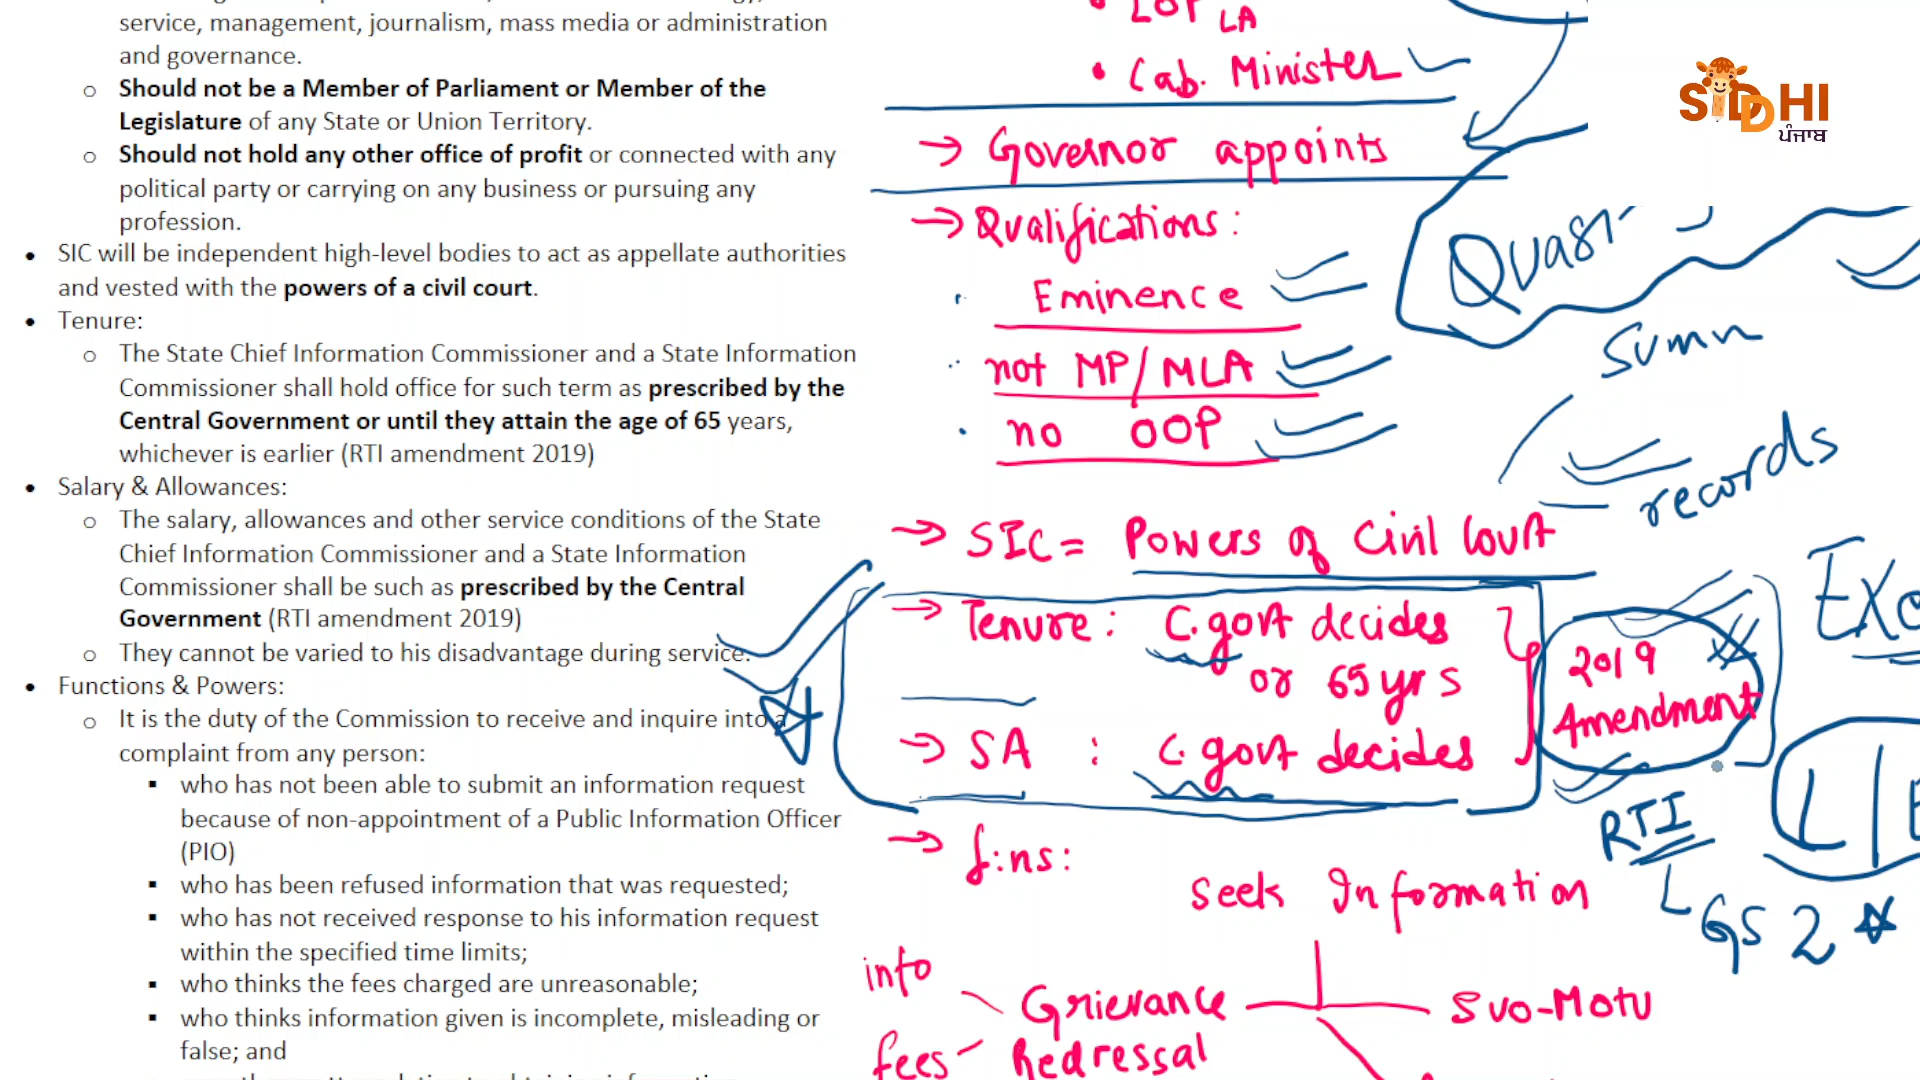 service, management, journalism, mass media or administration
and governance.
o Should not be a Member of Parliament or Member of the
Legislature of any State or Union Territory.
o Should not hold any other office of profit or connected with any
political party or carrying on any business or pursuing any
profession.
• SIC will be independent high-level bodies to act as appellate authorities
and vested with the powers of a civil court.
• Tenure:
o The State Chief Information Commissioner and a State Information
Commissioner shall hold office for such term as prescribed by the
Central Government or until they attain the age of 65 years,
whichever is earlier (RTI amendment 2019)
• Salary & Allowances:
o The salary, allowances and other service conditions of the State
Chief Information Commissioner and a State Information
Commissioner shall be such as prescribed by the Central
Government (RTI amendment 2019)
o They cannot be varied to his disadvantage during service.
• Functions & Powers:
o It is the duty of the Commission to receive and inquire into a
complaint from any person:
▪ who has not been able to submit an information request
because of non-appointment of a Public Information Officer
(PIO)
▪ who has been refused information that was requested;
▪ who has not received response to his information request
within the specified time limits;
▪ who thinks the fees charged are unreasonable;
▪ who thinks information given is incomplete, misleading or
false; and
• LOP LA
• Cab. Minister
→ Governor appoints
→ Qualifications:
• Eminence
• not MP/MLA
• no OOP
→ SIC = Powers of Civil Court
→ Tenure: C. govt decides
or 65 yrs
→ SA : C. govt decides
2019
Amendment
→ f:ns:
Seek Information
info
fees
Grievance
Redressal
Suo-Motu
Quasi-
Summ
records
RTI
GS 2
SIDDHI
ਪੰਜਾਬ